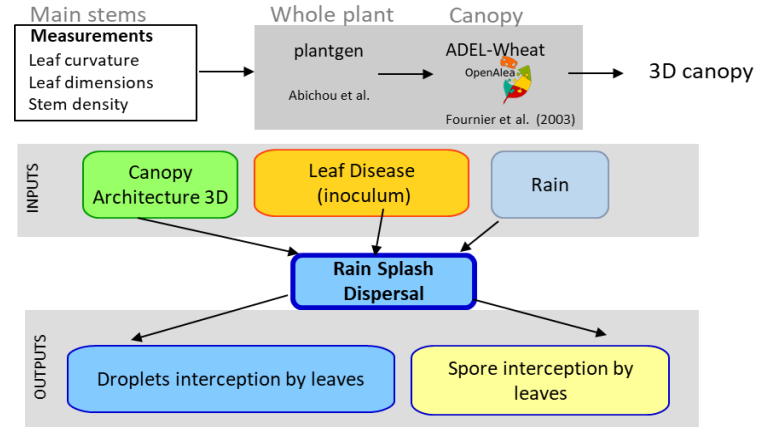 Main stems
Whole plant
Canopy
Measurements
Leaf curvature
Leaf dimensions
Stem density
plantgen
Abichou et al.
ADEL-Wheat
OpenAlea
Fournier et al. (2003)
3D canopy
INPUTS
Canopy
Architecture 3D
Leaf Disease
(inoculum)
Rain
Rain Splash
Dispersal
OUTPUTS
Droplets interception by leaves
Spore interception by
leaves